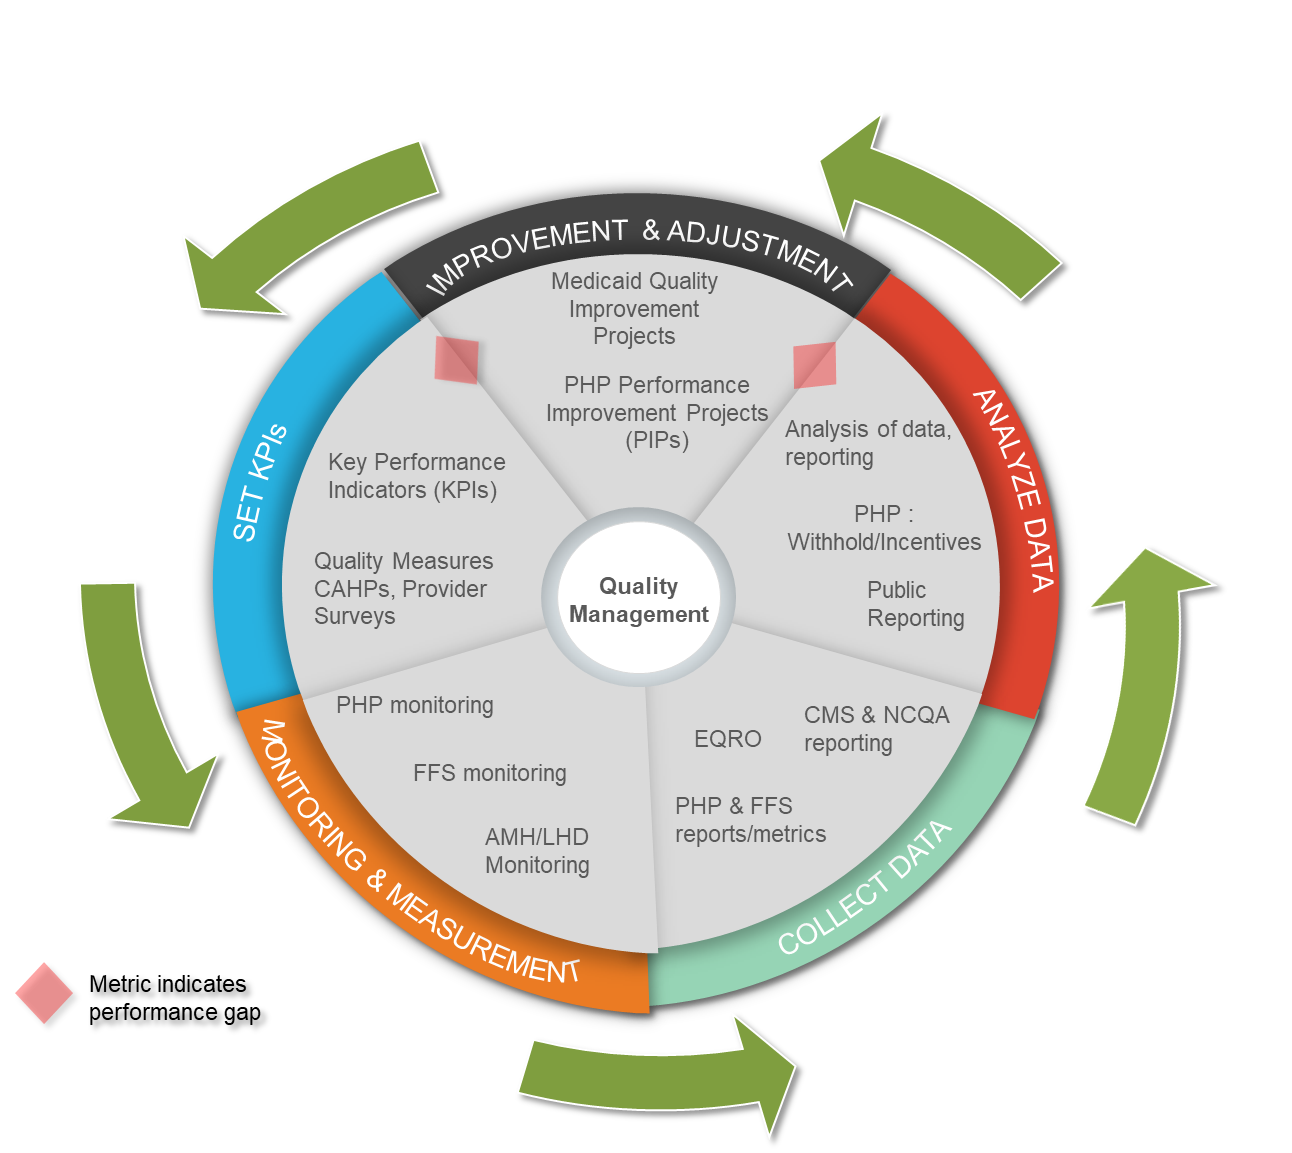 IMPROVEMENT & ADJUSTMENT
Medicaid Quality
Improvement
Projects
PHP Performance
Improvement Projects
(PIPs)
ANALYZE DATA
Analysis of data,
reporting
PHP :
Withhold/Incentives
Public
Reporting
SET KPIs
Key Performance
Indicators (KPIs)
Quality Measures
CAHPs, Provider
Surveys
Quality
Management
MONITORING & MEASUREMENT
PHP monitoring
FFS monitoring
AMH/LHD
Monitoring
COLLECT DATA
CMS & NCQA
reporting
EQRO
PHP & FFS
reports/metrics
Metric indicates
performance gap